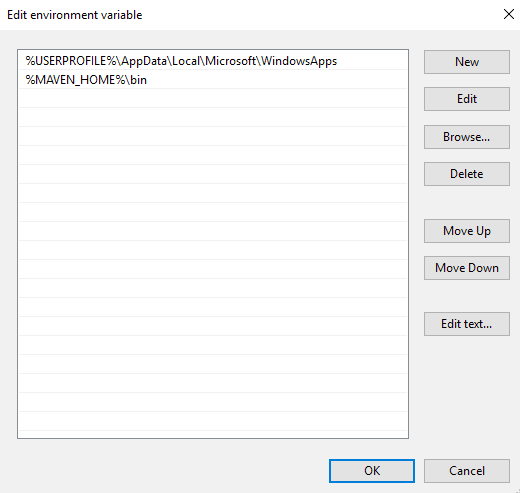 Edit environment variable
%USERPROFILE%\AppData\Local\Microsoft\WindowsApps
%MAVEN_HOME%\bin
New
Edit
Browse...
Delete
Move Up
Move Down
Edit text...
OK
Cancel